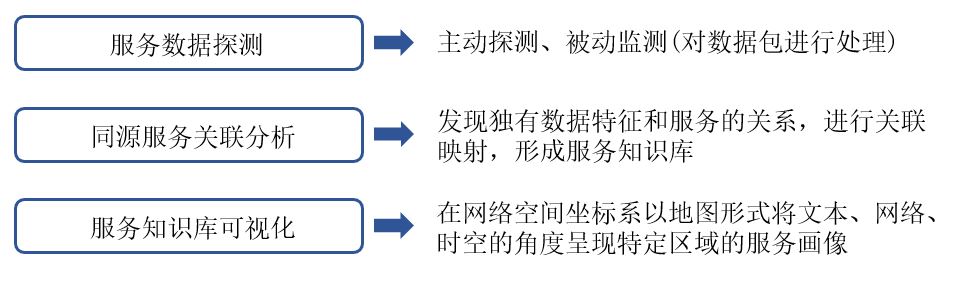 服务数据探测
主动探测、被动监测(对数据包进行处理)
同源服务关联分析
发现独有数据特征和服务的关系，进行关联
映射，形成服务知识库
服务知识库可视化
在网络空间坐标系以地图形式将文本、网络、
时空的角度呈现特定区域的服务画像